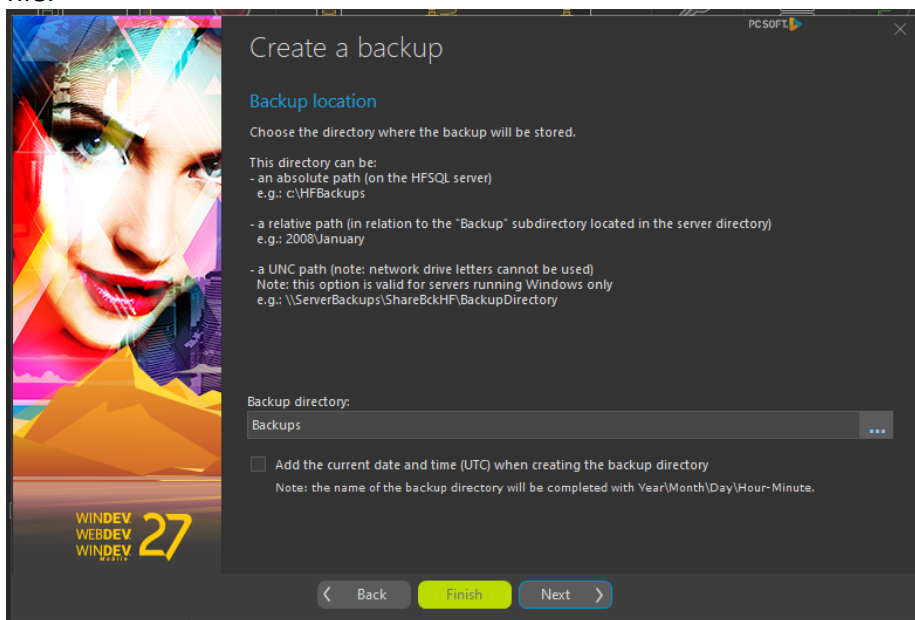 PC SOFT
Create a backup
Backup location
Choose the directory where the backup will be stored.
This directory can be:
- an absolute path (on the HFSQL server)
e.g.: c:\HFBackups
- a relative path (in relation to the "Backup" subdirectory located in the server directory)
e.g.: 2008\January
- a UNC path (note: network drive letters cannot be used)
Note: this option is valid for servers running Windows only
e.g.: \\ServerBackups\ShareBckHF\BackupDirectory
Backup directory:
Backups
...
Add the current date and time (UTC) when creating the backup directory
Note: the name of the backup directory will be completed with Year\Month\Day\Hour-Minute.
WINDEV
WEBDEV 27
WINDEV
Mobile
Back Finish Next